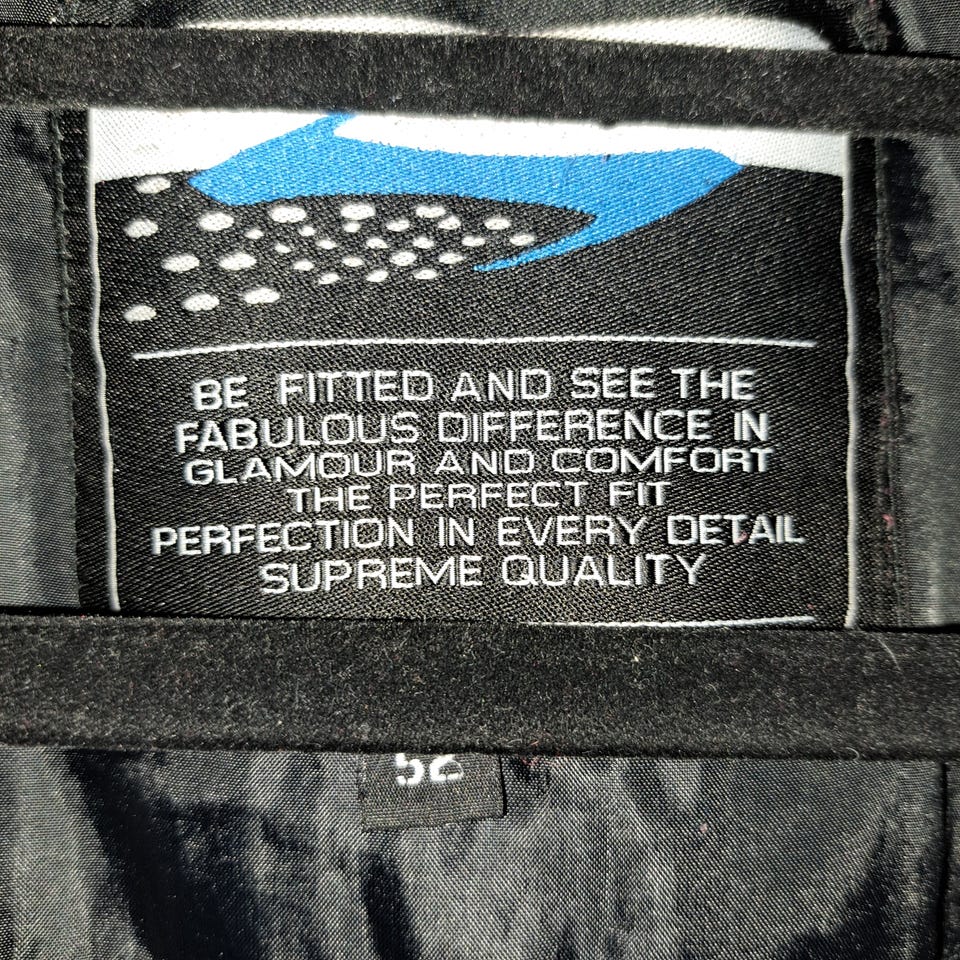 BE FITTED AND SEE THE
FABULOUS DIFFERENCE IN
GLAMOUR AND COMFORT
THE PERFECT FIT
PERFECTION IN EVERY DETAIL
SUPREME QUALITY
52